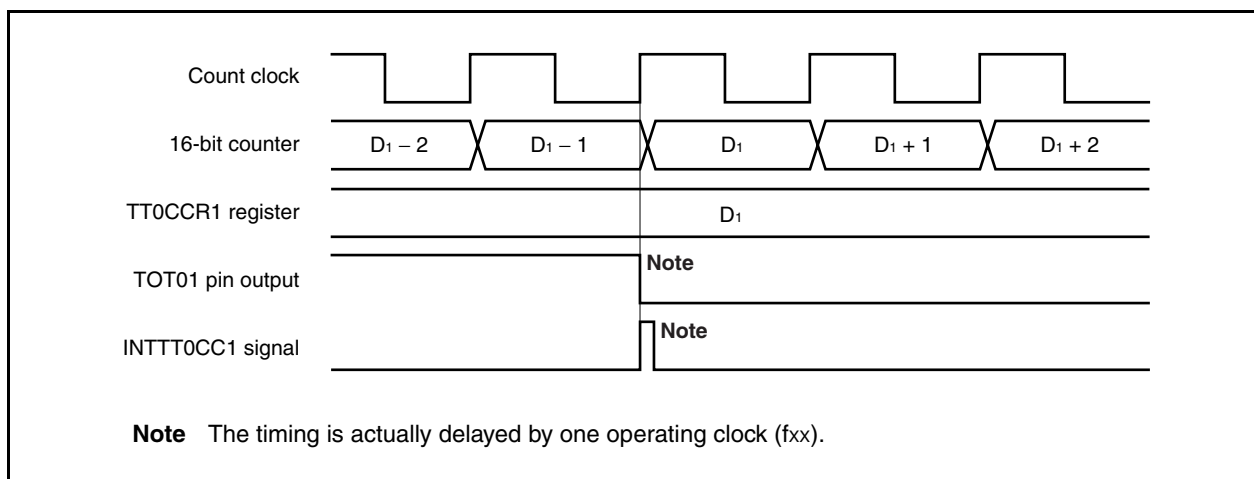 Count clock
16-bit counter
D1 – 2 D1 – 1 D1 D1 + 1 D1 + 2
TT0CCR1 register
D1
TOT01 pin output
Note
INTTT0CC1 signal
Note
Note The timing is actually delayed by one operating clock (fxx).